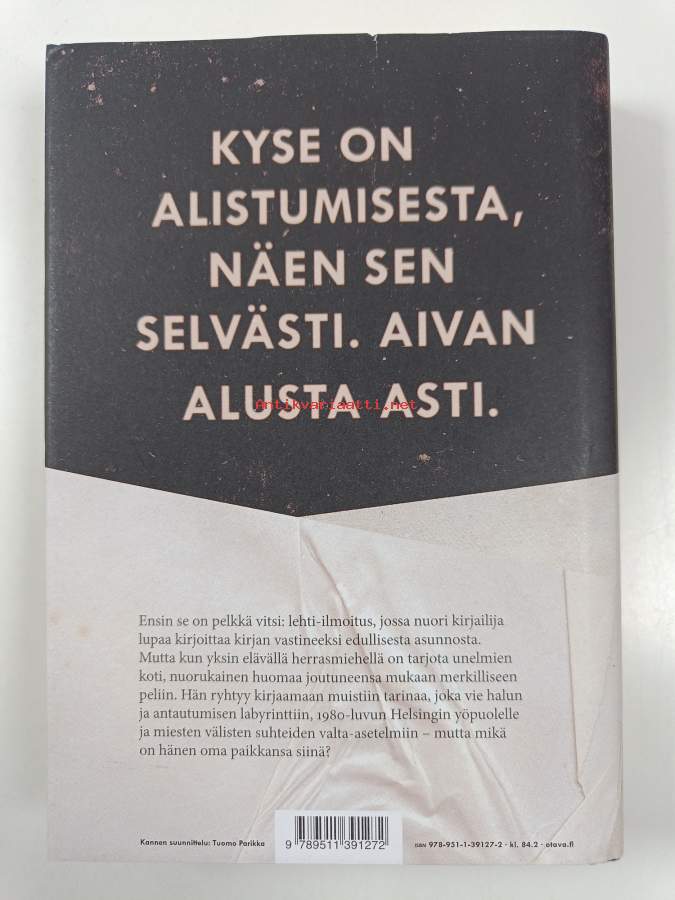 KYSE ON
ALISTUMISESTA,
NÄEN SEN
SELVÄSTI. AIVAN
ALUSTA ASTI.
Antikvariaatti.net
Ensin se on pelkkä vitsi: lehti-ilmoitus, jossa nuori kirjailija
lupaa kirjoittaa kirjan vastineeksi edullisesta asunnosta.
Mutta kun yksin elävällä herrasmiehellä on tarjota unelmien
koti, nuorukainen huomaa joutuneensa mukaan merkilliseen
peliin. Hän ryhtyy kirjaamaan muistiin tarinaa, joka vie halun
ja antautumisen labyrinttiin, 1980-luvun Helsingin yöpuolelle
ja miesten välisten suhteiden valta-asetelmiin – mutta mikä
on hänen oma paikkansa siinä?
Kannen suunnittelu: Tuomo Parikka
9 789511 391272
ISBN 978-951-1-39127-2 · kl. 84.2 · otava.fi